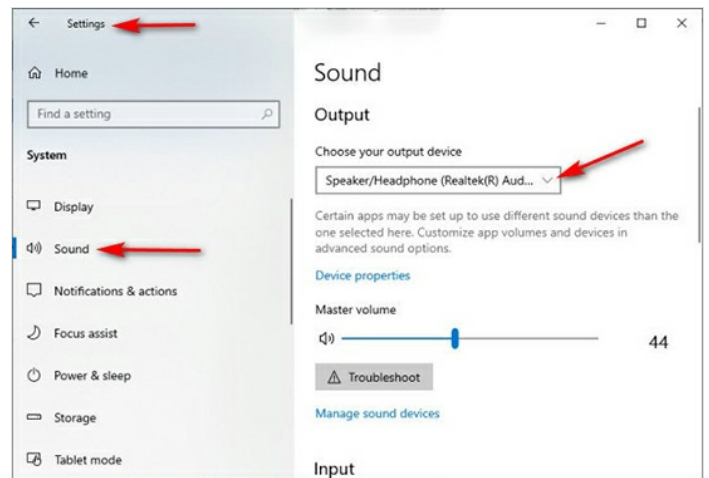 Settings
Home
Find a setting
System
Display
Sound
Notifications & actions
Focus assist
Power & sleep
Storage
Tablet mode
Sound
Output
Choose your output device
Speaker/Headphone (Realtek(R) Aud...
Certain apps may be set up to use different sound devices than the
one selected here. Customize app volumes and devices in
advanced sound options.
Device properties
Master volume
44
Troubleshoot
Manage sound devices
Input